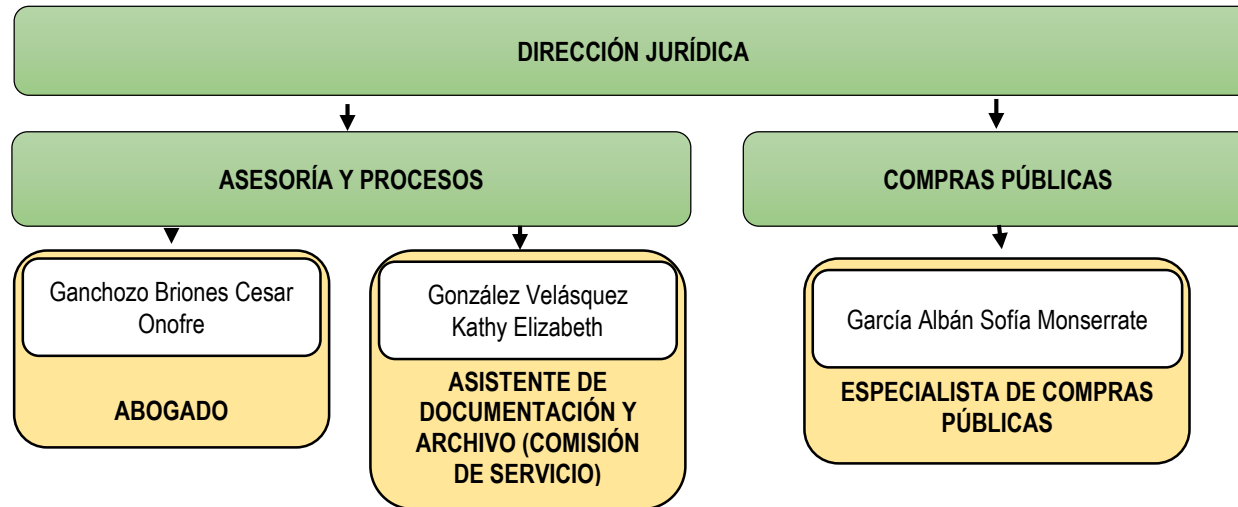 DIRECCIÓN JURÍDICA
ASESORÍA Y PROCESOS
COMPRAS PÚBLICAS
Ganchozo Briones Cesar
Onofre
ABOGADO
González Velásquez
Kathy Elizabeth
ASISTENTE DE
DOCUMENTACIÓN Y
ARCHIVO (COMISIÓN
DE SERVICIO)
García Albán Sofía Monserrate
ESPECIALISTA DE COMPRAS
PÚBLICAS